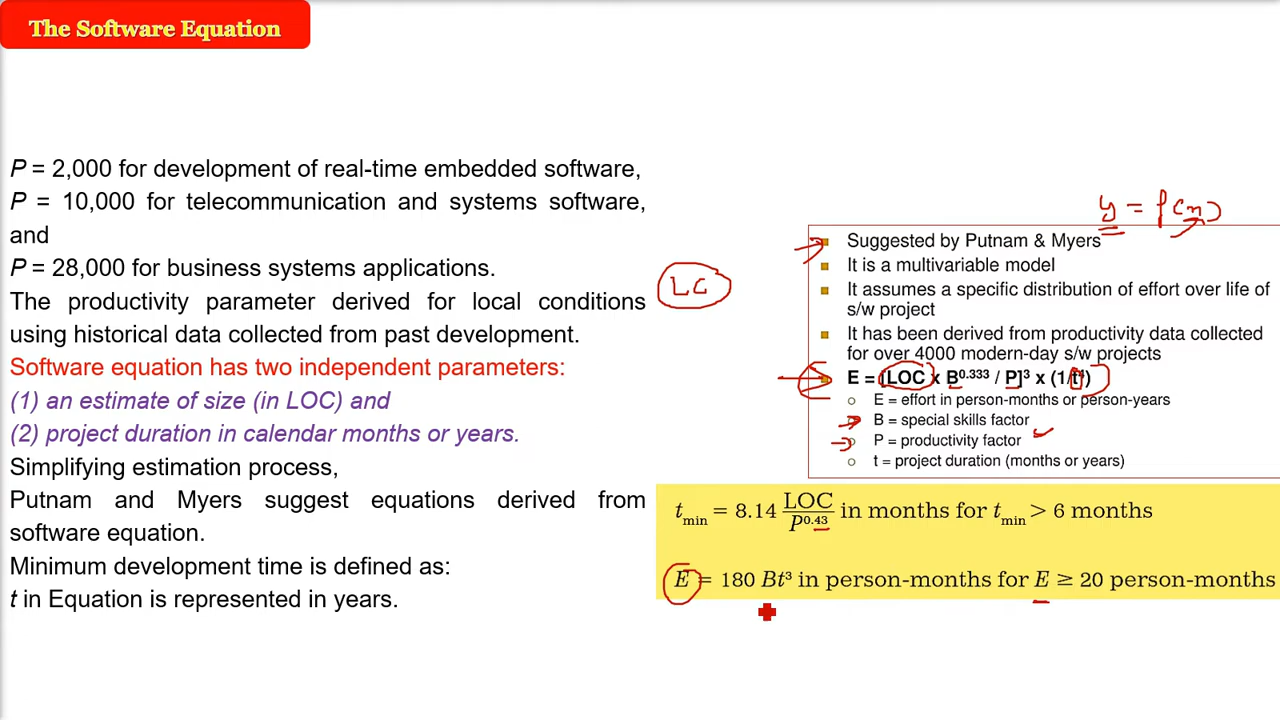 The Software Equation
P = 2,000 for development of real-time embedded software,
P = 10,000 for telecommunication and systems software,
and
P = 28,000 for business systems applications.
The productivity parameter derived for local conditions
using historical data collected from past development.
Software equation has two independent parameters:
(1) an estimate of size (in LOC) and
(2) project duration in calendar months or years.
Simplifying estimation process,
Putnam and Myers suggest equations derived from
software equation.
Minimum development time is defined as:
t in Equation is represented in years.
LC
y = f(n)
Suggested by Putnam & Myers
It is a multivariable model
It assumes a specific distribution of effort over life of
s/w project
It has been derived from productivity data collected
for over 4000 modern-day s/w projects
E = [LOC x B^0.333 / P]^3 x (1/t^4)
E = effort in person-months or person-years
B = special skills factor
P = productivity factor
t = project duration (months or years)
t_min = 8.14 LOC / P^0.43 in months for t_min > 6 months
E = 180 Bt³ in person-months for E ≥ 20 person-months